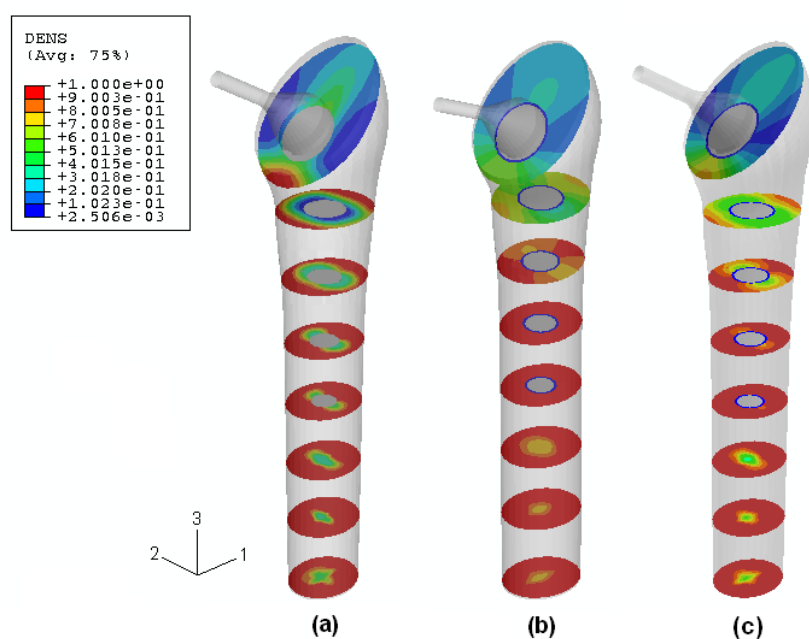 DENS
(Avg: 75%)
+1.000e+00
+9.003e-01
+8.005e-01
+7.008e-01
+6.010e-01
+5.013e-01
+4.015e-01
+3.018e-01
+2.020e-01
+1.023e-01
+2.506e-03
3
2
1
(a)
(b)
(c)